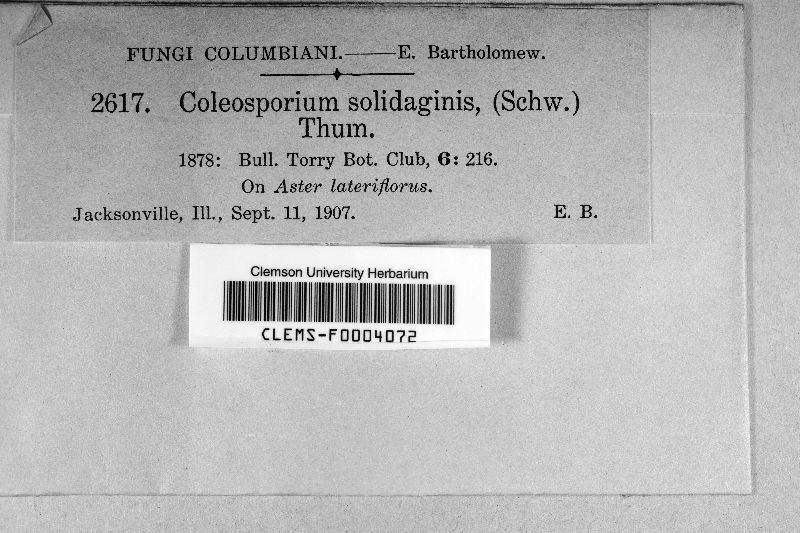 FUNGI COLUMBIANI.——E. Bartholomew.
2617. Coleosporium solidaginis, (Schw.)
Thum.
1878: Bull. Torry Bot. Club, 6: 216.
On Aster lateriflorus.
Jacksonville, Ill., Sept. 11, 1907. E. B.
Clemson University Herbarium
CLEMS-F0004072